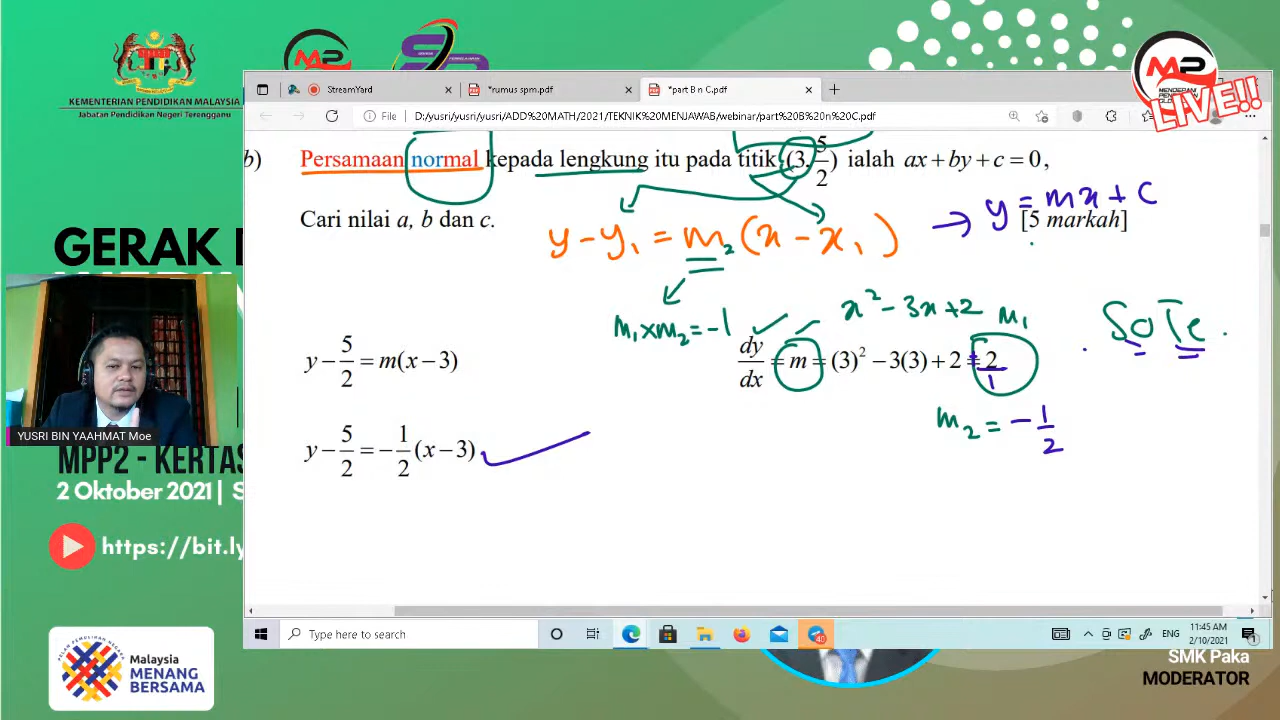 KEMENTERIAN PENDIDIKAN MALAYSIA
Jabatan Pendidikan Negeri Terengganu
MP
MP
LIVE!!
StreamYard
*rumus spm.pdf
*part B n C.pdf
File
D:/yusri/yusri/yusri/ADD%20MATH/2021/TEKNIK%20MENJAWAB/webinar/part%20B%20n%20C.pdf
b) Persamaan normal kepada lengkung itu pada titik (3, 5/2) ialah ax + by + c = 0,
y = mx + c
Cari nilai a, b dan c.
[5 markah]
y − y₁ = m₂(x − x₁)
m₁ × m₂ = −1
x² − 3x + 2
m₁
SoTe
y − 5/2 = m(x − 3)
dy/dx = m = (3)² − 3(3) + 2 = 2
1
m₂ = −1/2
y − 5/2 = −1/2(x − 3)
GERAK
YUSRI BIN YAAHMAT Moe
MPP2 - KERTAS
2 Oktober 2021 | S
https://bit.ly
Type here to search
ENG
11:45 AM
2/10/2021
Malaysia
MENANG
BERSAMA
SMK Paka
MODERATOR